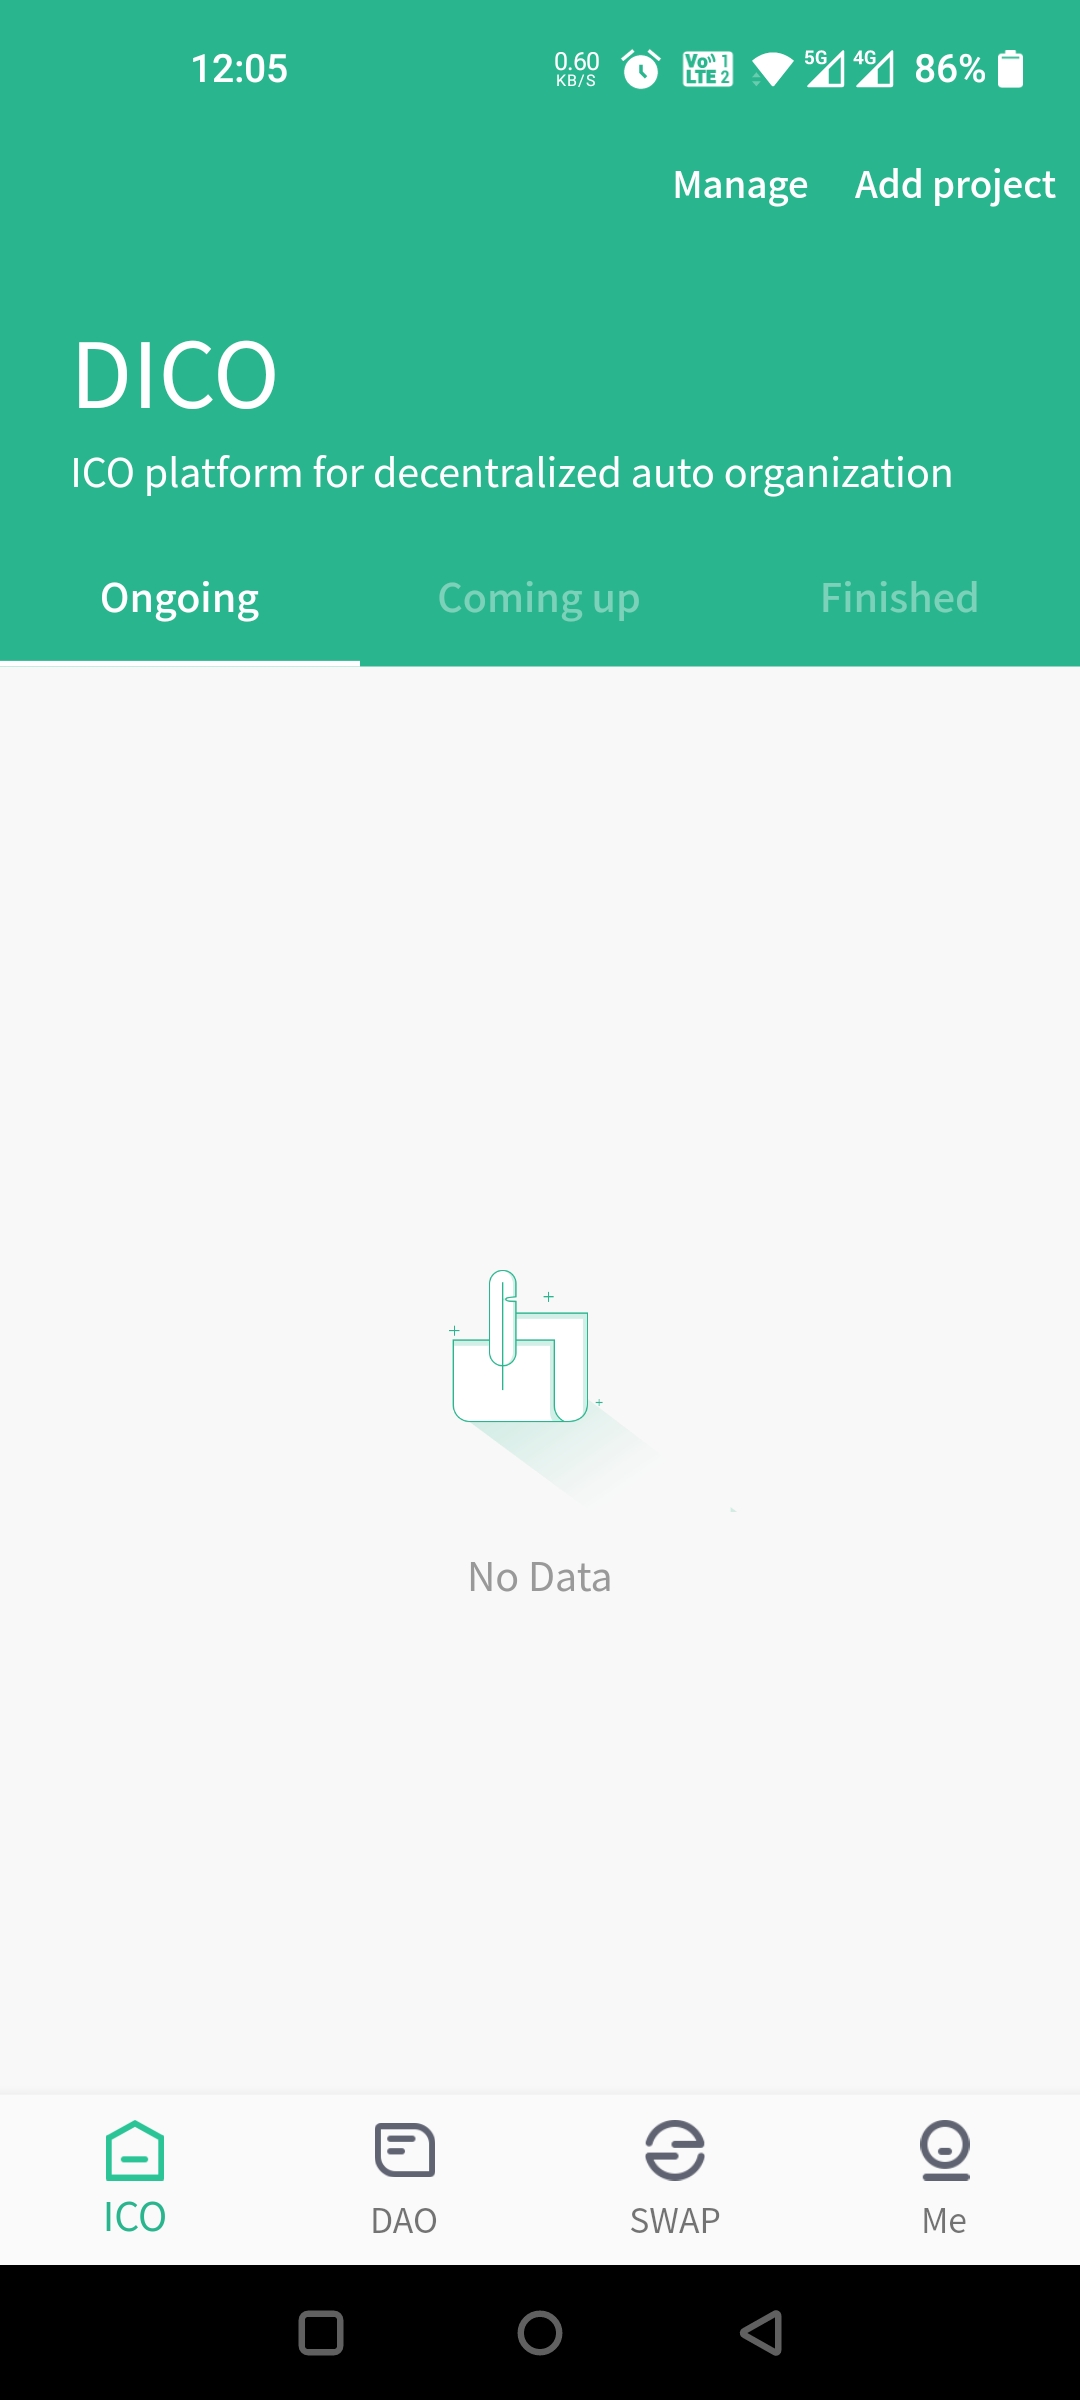 12:05
0.60
KB/S
Vo 1
LTE 2
5G
4G
86%
Manage
Add project
DICO
ICO platform for decentralized auto organization
Ongoing
Coming up
Finished
No Data
ICO
DAO
SWAP
Me